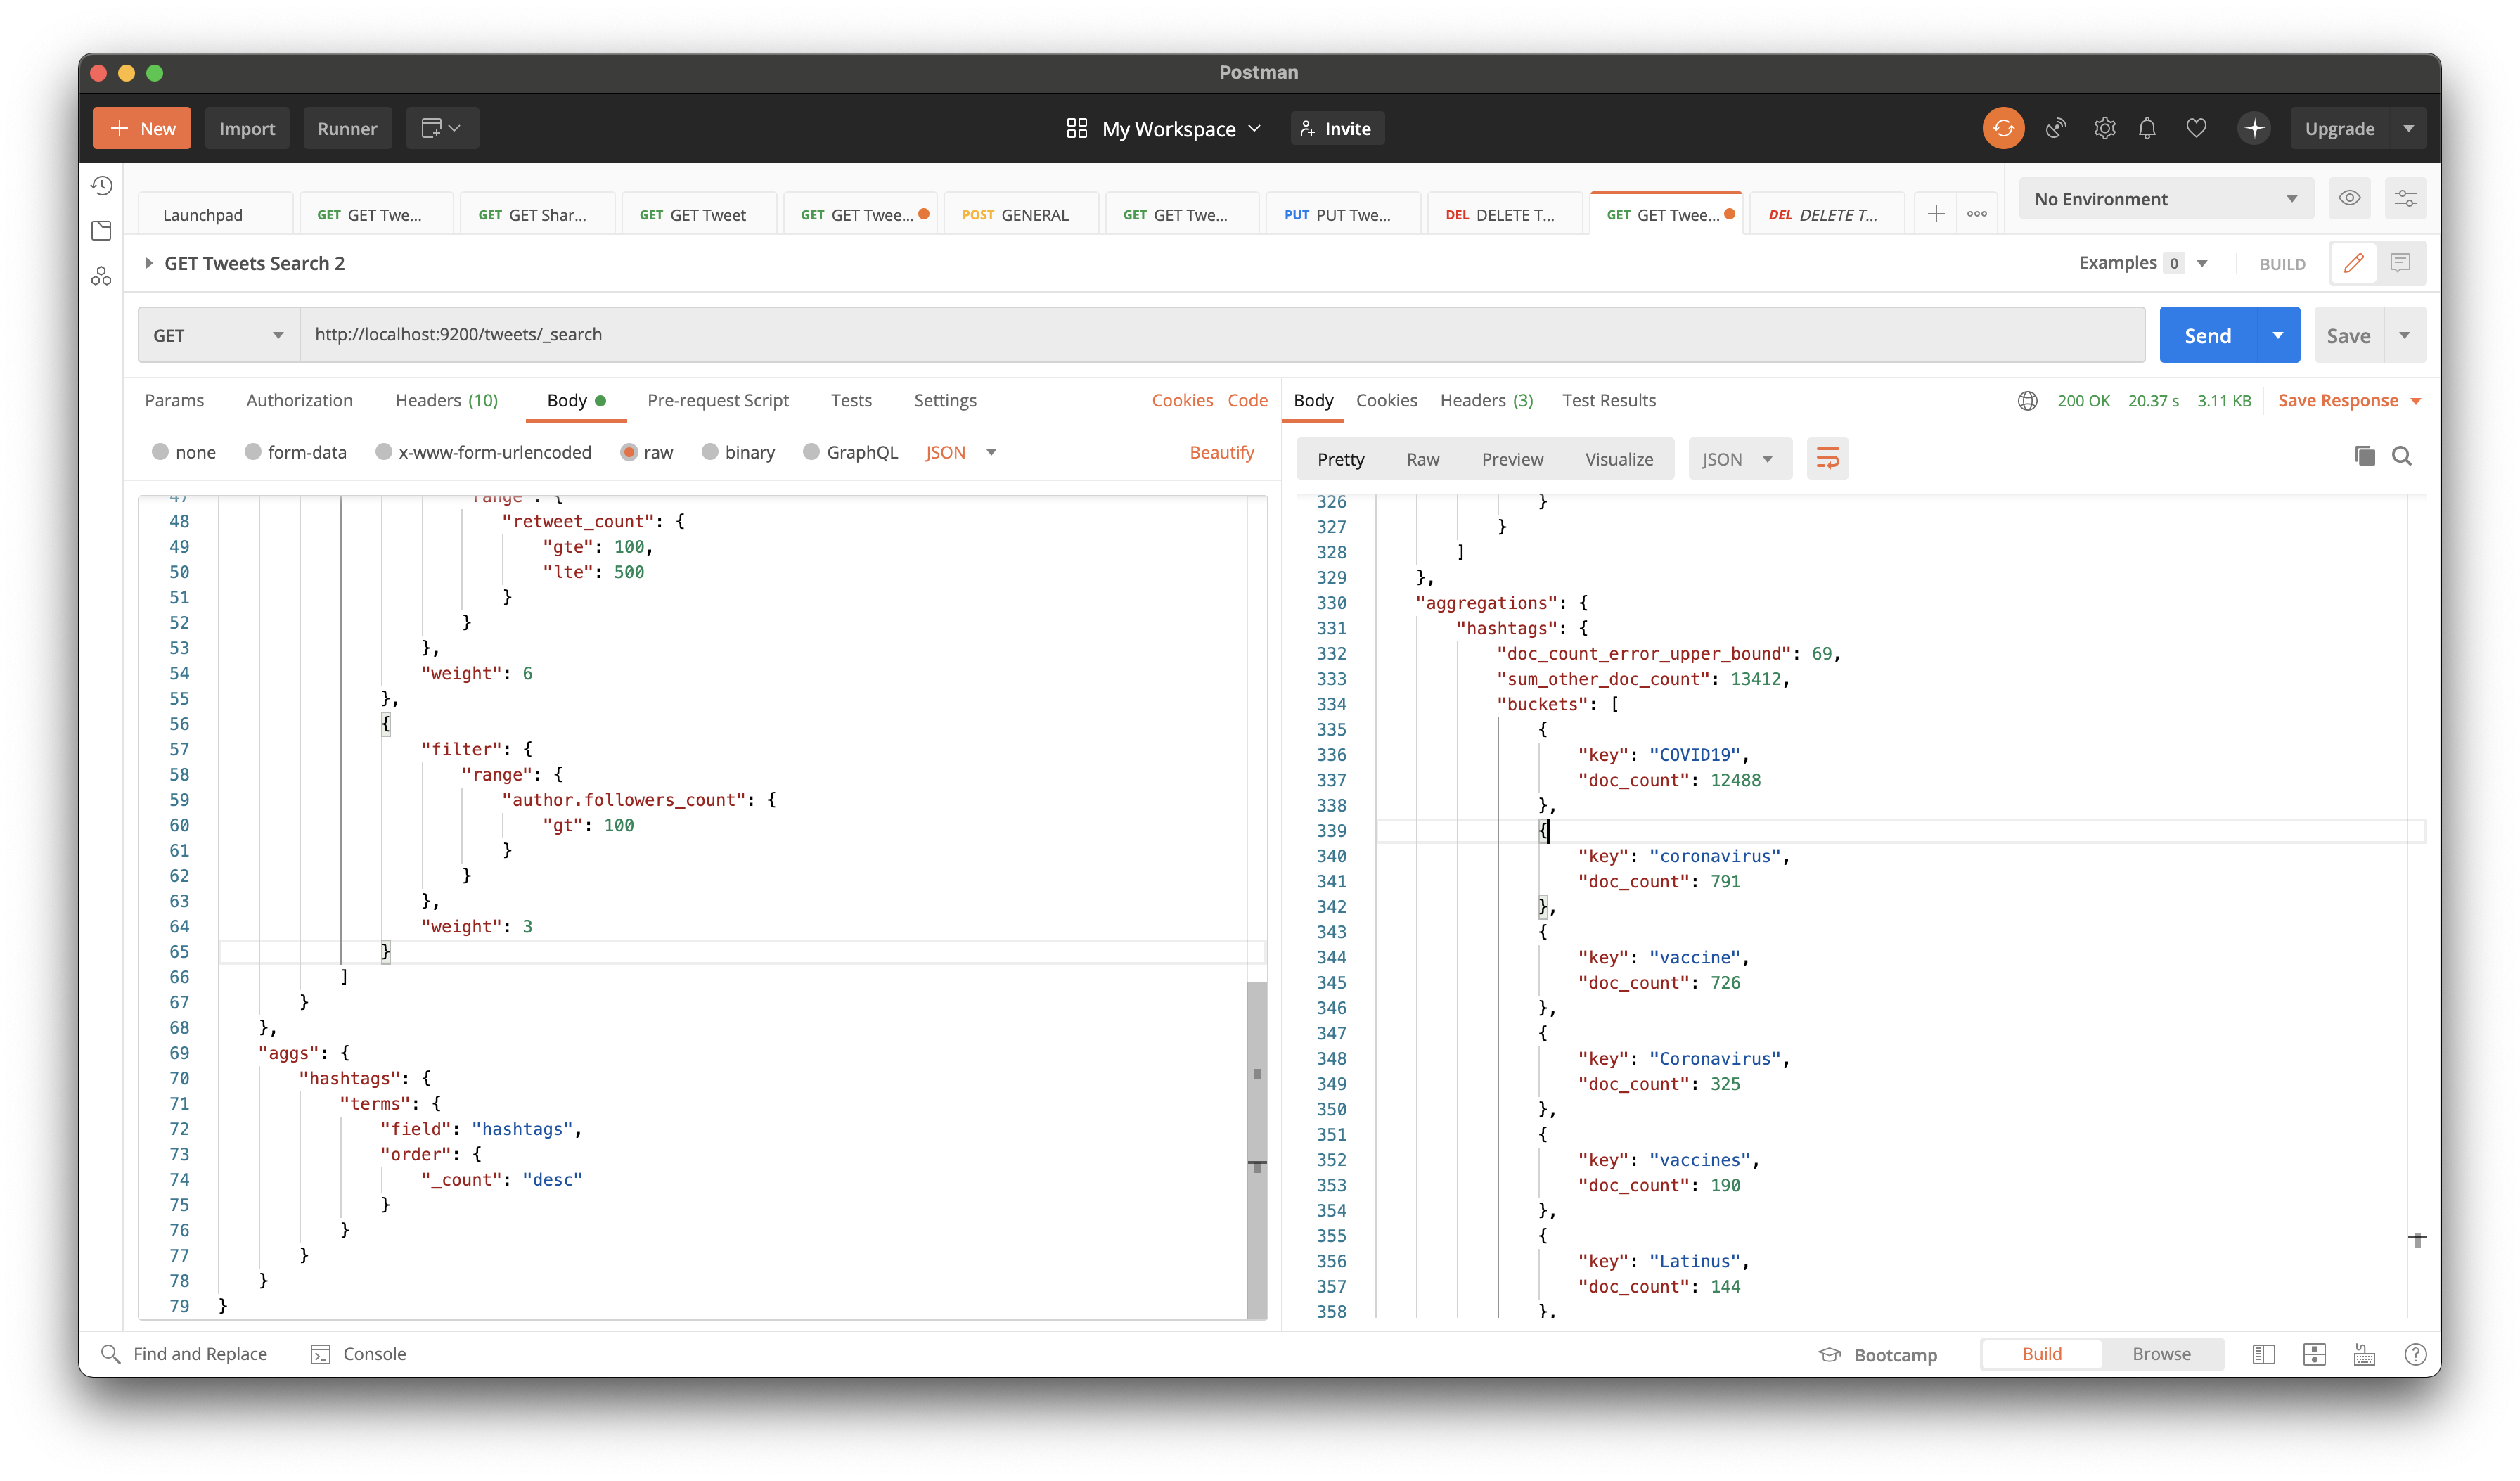 Postman
New Import Runner My Workspace Invite Upgrade
Launchpad GET GET Twe... GET GET Shar... GET GET Tweet GET GET Twee... POST GENERAL GET GET Twe... PUT PUT Twe... DEL DELETE T... GET GET Twee... DEL DELETE T... No Environment
GET Tweets Search 2 Examples 0 BUILD
GET http://localhost:9200/tweets/_search Send Save
Params Authorization Headers (10) Body Pre-request Script Tests Settings Cookies Code
none form-data x-www-form-urlencoded raw binary GraphQL JSON Beautify
47 "range": {
48 "retweet_count": {
49 "gte": 100,
50 "lte": 500
51 }
52 }
53 },
54 "weight": 6
55 },
56 {
57 "filter": {
58 "range": {
59 "author.followers_count": {
60 "gt": 100
61 }
62 }
63 },
64 "weight": 3
65 }
66 ]
67 }
68 },
69 "aggs": {
70 "hashtags": {
71 "terms": {
72 "field": "hashtags",
73 "order": {
74 "_count": "desc"
75 }
76 }
77 }
78 }
79 }
Body Cookies Headers (3) Test Results 200 OK 20.37 s 3.11 KB Save Response
Pretty Raw Preview Visualize JSON
326 }
327 }
328 ]
329 },
330 "aggregations": {
331 "hashtags": {
332 "doc_count_error_upper_bound": 69,
333 "sum_other_doc_count": 13412,
334 "buckets": [
335 {
336 "key": "COVID19",
337 "doc_count": 12488
338 },
339 {
340 "key": "coronavirus",
341 "doc_count": 791
342 },
343 {
344 "key": "vaccine",
345 "doc_count": 726
346 },
347 {
348 "key": "Coronavirus",
349 "doc_count": 325
350 },
351 {
352 "key": "vaccines",
353 "doc_count": 190
354 },
355 {
356 "key": "Latinus",
357 "doc_count": 144
358 },
Find and Replace Console Bootcamp Build Browse